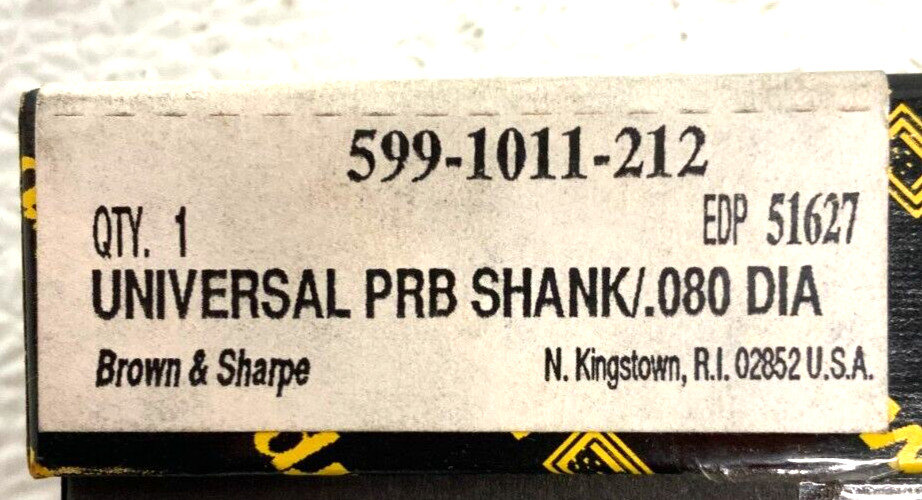 599-1011-212
QTY. 1 EDP 51627
UNIVERSAL PRB SHANK/.080 DIA
Brown & Sharpe N. Kingstown, R.I. 02852 U.S.A.